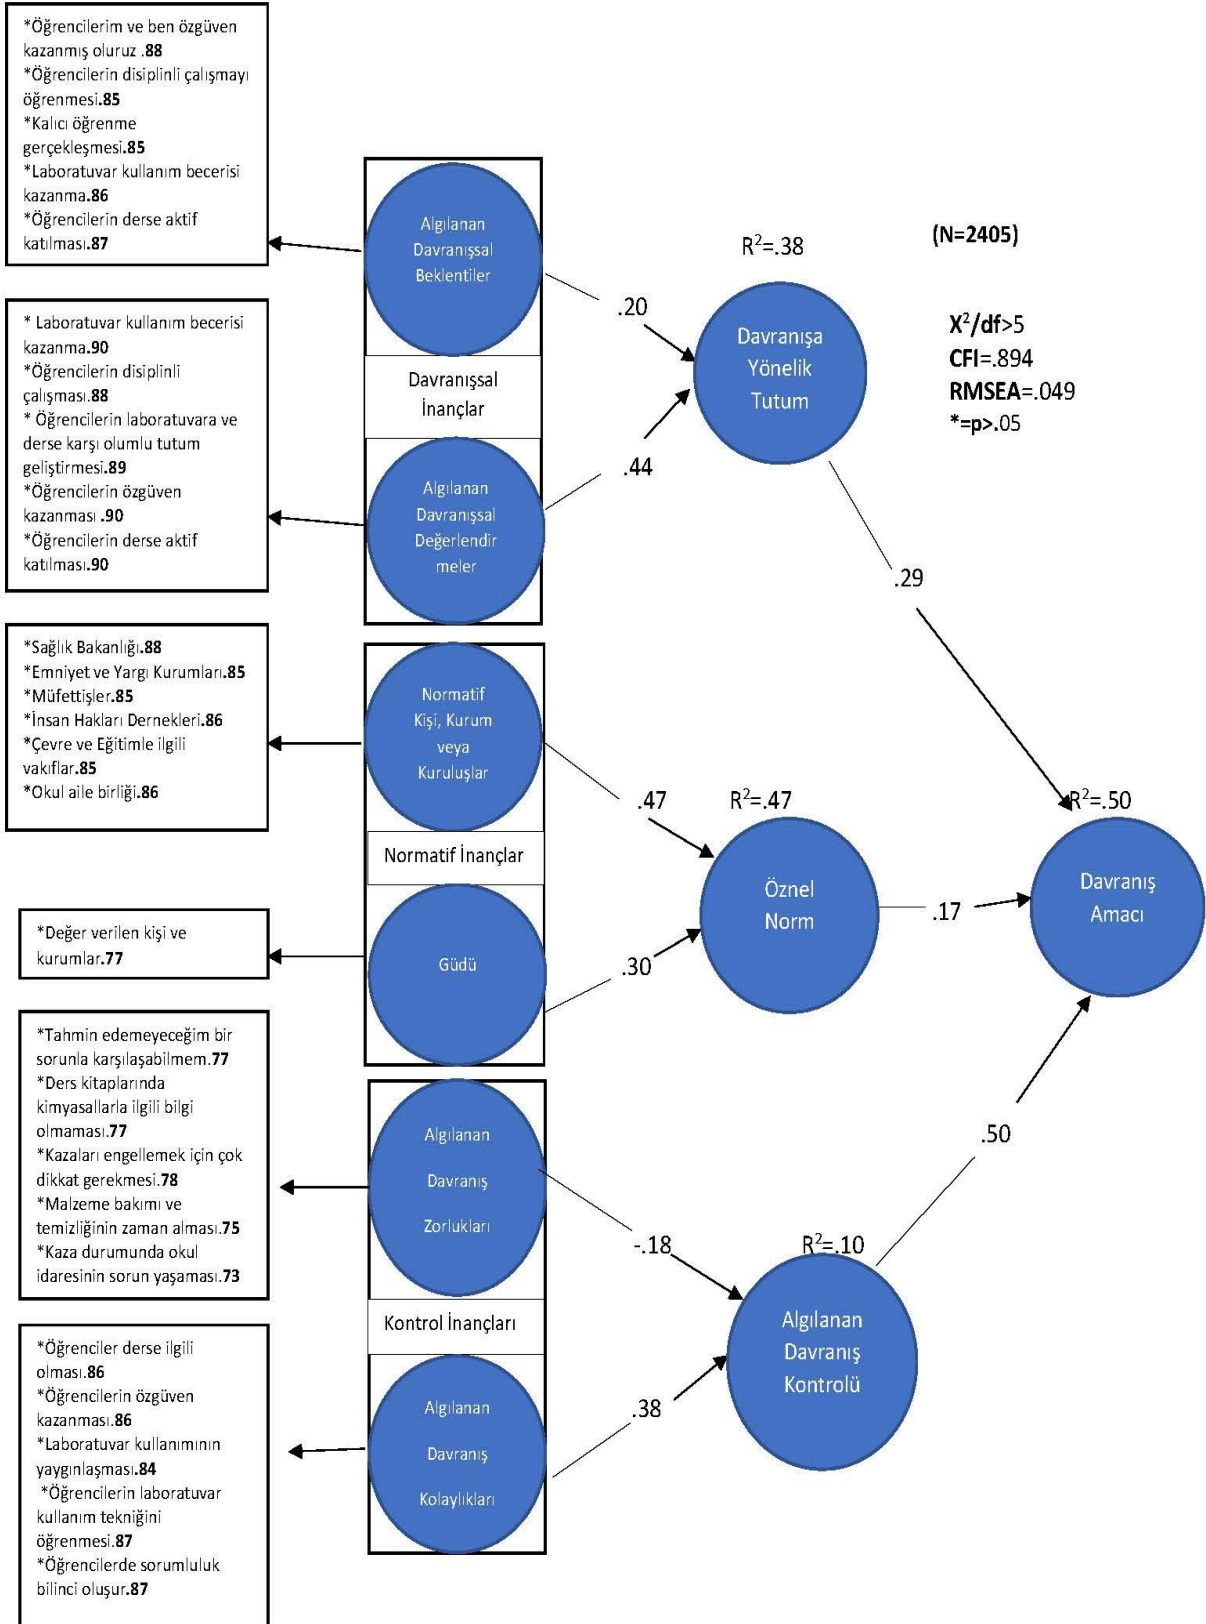 *Öğrencilerim ve ben özgüven
kazanmış oluruz .88
*Öğrencilerin disiplinli çalışmayı
öğrenmesi.85
*Kalıcı öğrenme
gerçekleşmesi.85
*Laboratuvar kullanım becerisi
kazanma.86
*Öğrencilerin derse aktif
katılması.87
* Laboratuvar kullanım becerisi
kazanma.90
*Öğrencilerin disiplinli
çalışması.88
* Öğrencilerin laboratuvara ve
derse karşı olumlu tutum
geliştirmesi.89
*Öğrencilerin özgüven
kazanması .90
*Öğrencilerin derse aktif
katılması.90
*Sağlık Bakanlığı.88
*Emniyet ve Yargı Kurumları.85
*Müfettişler.85
*İnsan Hakları Dernekleri.86
*Çevre ve Eğitimle ilgili
vakıflar.85
*Okul aile birliği.86
*Değer verilen kişi ve
kurumlar.77
*Tahmin edemeyeceğim bir
sorunla karşılaşabilmem.77
*Ders kitaplarında
kimyasallarla ilgili bilgi
olmaması.77
*Kazaları engellemek için çok
dikkat gerekmesi.78
*Malzeme bakımı ve
temizliğinin zaman alması.75
*Kaza durumunda okul
idaresinin sorun yaşaması.73
*Öğrenciler derse ilgili
olması.86
*Öğrencilerin özgüven
kazanması.86
*Laboratuvar kullanımının
yaygınlaşması.84
*Öğrencilerin laboratuvar
kullanım tekniğini
öğrenmesi.87
*Öğrencilerde sorumluluk
bilinci oluşur.87
Algılanan
Davranışsal
Beklentiler
Davranışsal
İnançlar
Algılanan
Davranışsal
Değerlendir
meler
Normatif
Kişi, Kurum
veya
Kuruluşlar
Normatif İnançlar
Güdü
Algılanan
Davranış
Zorlukları
Kontrol İnançları
Algılanan
Davranış
Kolaylıkları
.20
.44
.47
.30
-.18
.38
R²=.38
Davranışa
Yönelik
Tutum
R²=.47
Öznel
Norm
R²=.10
Algılanan
Davranış
Kontrolü
.29
.17
.50
R²=.50
Davranış
Amacı
(N=2405)
X²/df>5
CFI=.894
RMSEA=.049
*=p>.05